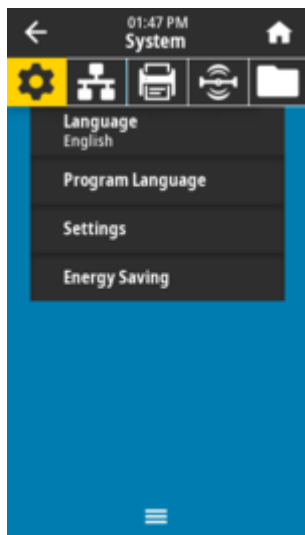 01:47 PM
System
Language
English
Program Language
Settings
Energy Saving